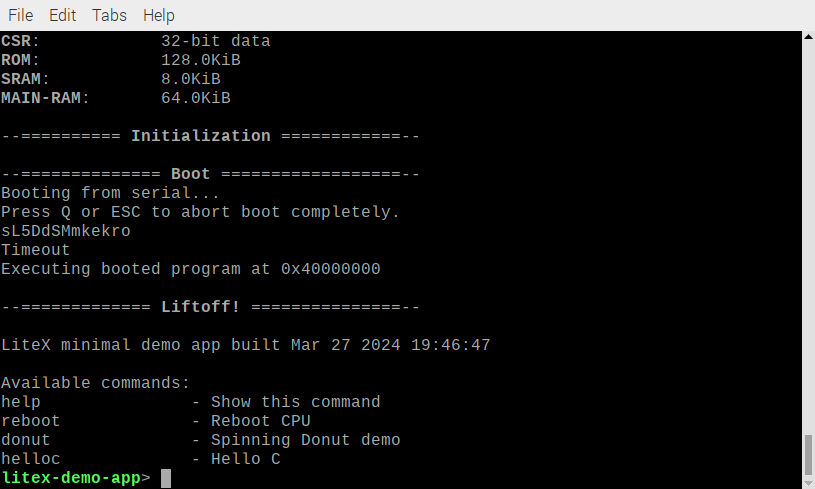 File Edit Tabs Help
CSR:            32-bit data
ROM:            128.0KiB
SRAM:           8.0KiB
MAIN-RAM:       64.0KiB
--========== Initialization ============--
--============== Boot ==================--
Booting from serial...
Press Q or ESC to abort boot completely.
sL5DdSMmkekro
Timeout
Executing booted program at 0x40000000
--============= Liftoff! ===============--
LiteX minimal demo app built Mar 27 2024 19:46:47
Available commands:
help               - Show this command
reboot             - Reboot CPU
donut              - Spinning Donut demo
helloc             - Hello C
litex-demo-app>